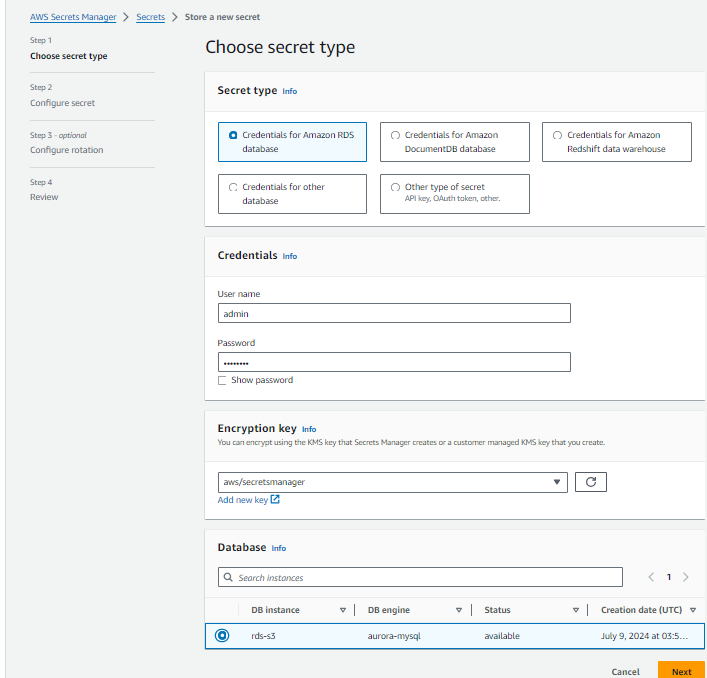 AWS Secrets Manager > Secrets > Store a new secret
Step 1
Choose secret type
Step 2
Configure secret
Step 3 - optional
Configure rotation
Step 4
Review
Choose secret type
Secret type Info
Credentials for Amazon RDS
database
Credentials for Amazon
DocumentDB database
Credentials for Amazon
Redshift data warehouse
Credentials for other
database
Other type of secret
API key, OAuth token, other.
Credentials Info
User name
admin
Password
••••••••
Show password
Encryption key Info
You can encrypt using the KMS key that Secrets Manager creates or a customer managed KMS key that you create.
aws/secretsmanager
Add new key
Database Info
Search instances
< 1 >
DB instance DB engine Status Creation date (UTC)
rds-s3 aurora-mysql available July 9, 2024 at 03:5...
Cancel Next